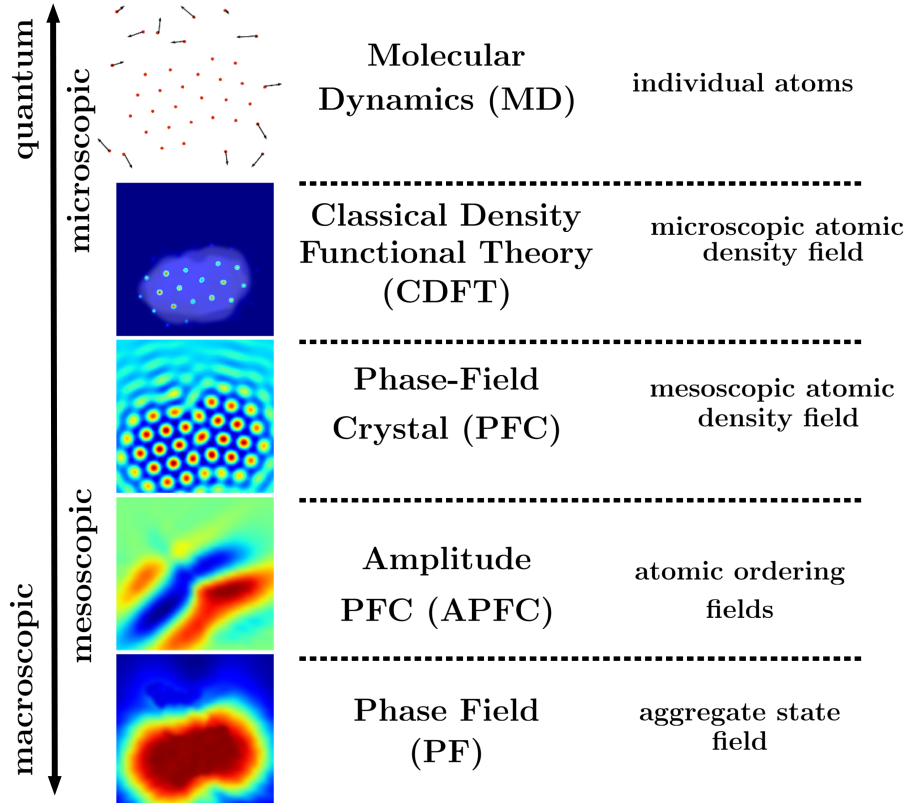 quantum
microscopic
mesoscopic
macroscopic
Molecular
Dynamics (MD)
individual atoms
Classical Density
Functional Theory
(CDFT)
microscopic atomic
density field
Phase-Field
Crystal (PFC)
mesoscopic atomic
density field
Amplitude
PFC (APFC)
atomic ordering
fields
Phase Field
(PF)
aggregate state
field